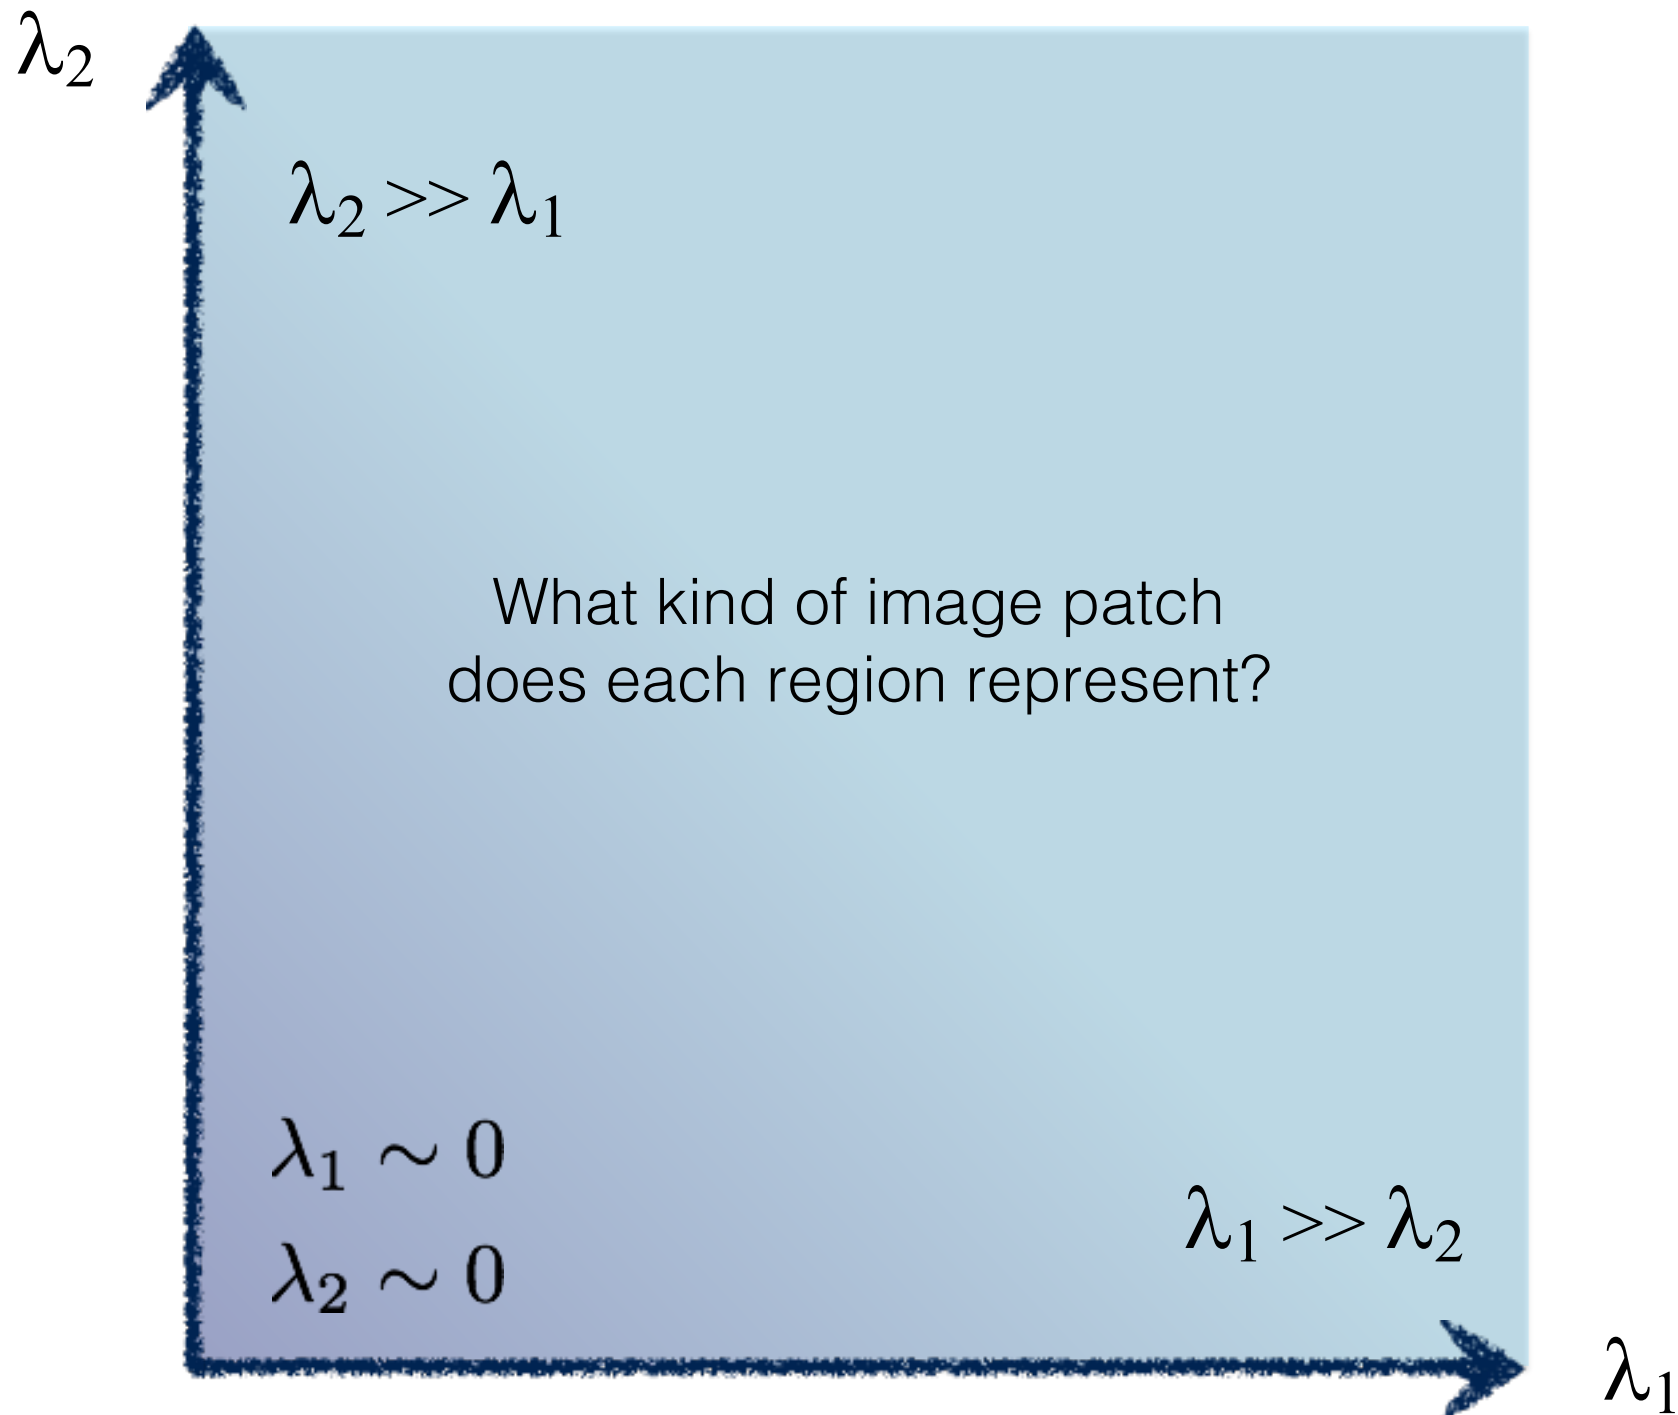 λ₂
λ₂ >> λ₁
What kind of image patch
does each region represent?
λ₁ ∼ 0
λ₁ >> λ₂
λ₂ ∼ 0
λ₁